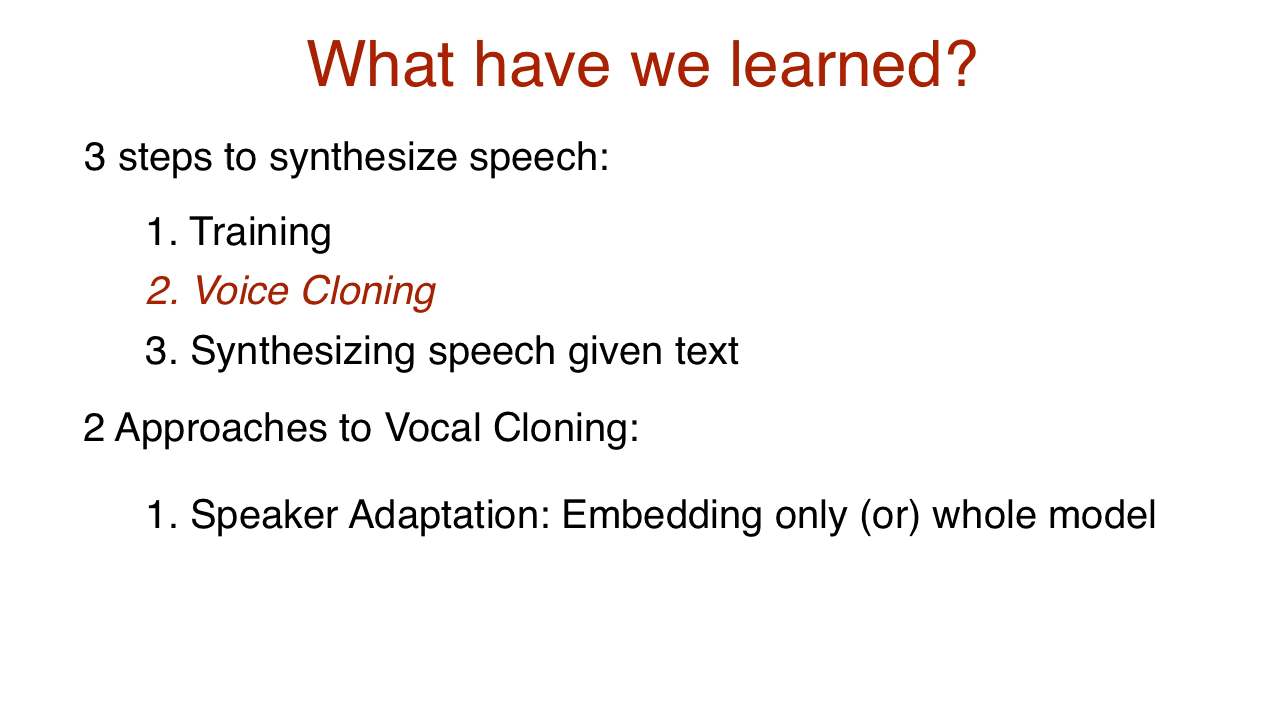 What have we learned?
3 steps to synthesize speech:
1. Training
2. Voice Cloning
3. Synthesizing speech given text
2 Approaches to Vocal Cloning:
1. Speaker Adaptation: Embedding only (or) whole model